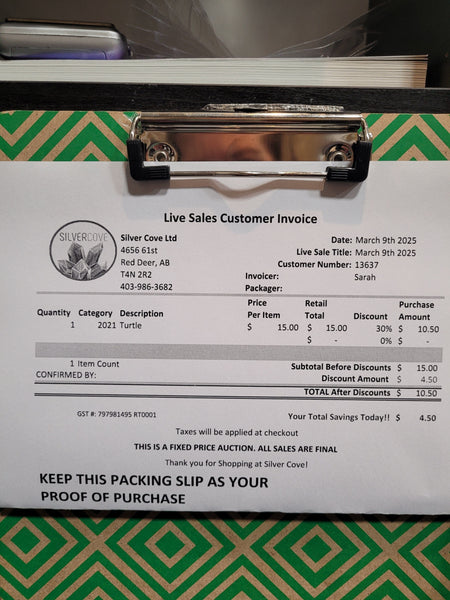 Live Sales Customer Invoice
SILVERCOVE
Silver Cove Ltd
4656 61st
Red Deer, AB
T4N 2R2
403-986-3682
Date: March 9th 2025
Live Sale Title: March 9th 2025
Customer Number: 13637
Invoicer: Sarah
Packager:
Quantity Category Description Price Per Item Retail Total Discount Purchase Amount
1 2021 Turtle $ 15.00 $ 15.00 30% $ 10.50
$ - 0% $ -
1 Item Count Subtotal Before Discounts $ 15.00
CONFIRMED BY: Discount Amount $ 4.50
TOTAL After Discounts $ 10.50
GST #: 797981495 RT0001 Your Total Savings Today!! $ 4.50
Taxes will be applied at checkout
THIS IS A FIXED PRICE AUCTION. ALL SALES ARE FINAL
Thank you for Shopping at Silver Cove!
KEEP THIS PACKING SLIP AS YOUR
PROOF OF PURCHASE